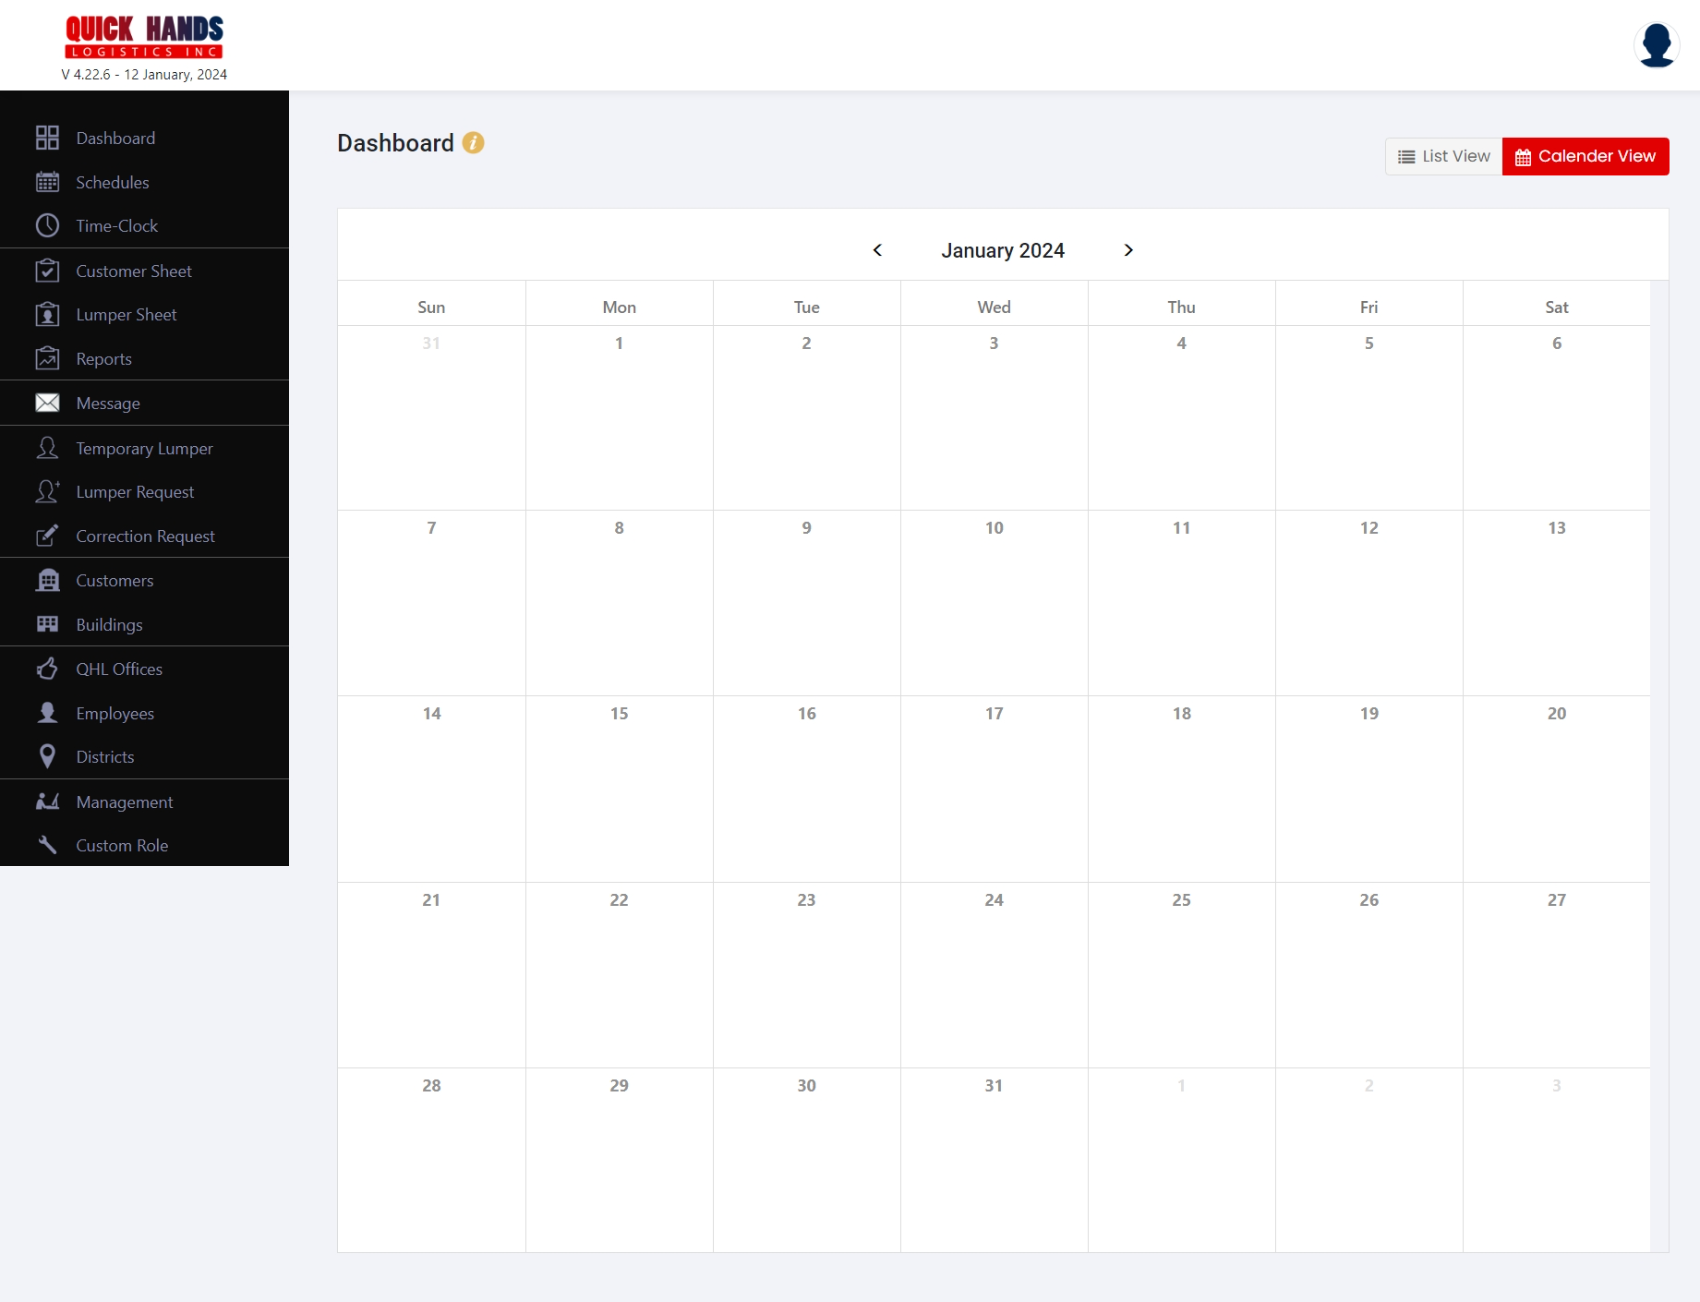 QUICK HANDS
LOGISTICS INC
V 4.22.6 - 12 January, 2024
Dashboard
Schedules
Time-Clock
Customer Sheet
Lumper Sheet
Reports
Message
Temporary Lumper
Lumper Request
Correction Request
Customers
Buildings
QHL Offices
Employees
Districts
Management
Custom Role
Dashboard i
List View Calender View
< January 2024 >
Sun Mon Tue Wed Thu Fri Sat
31 1 2 3 4 5 6
7 8 9 10 11 12 13
14 15 16 17 18 19 20
21 22 23 24 25 26 27
28 29 30 31 1 2 3